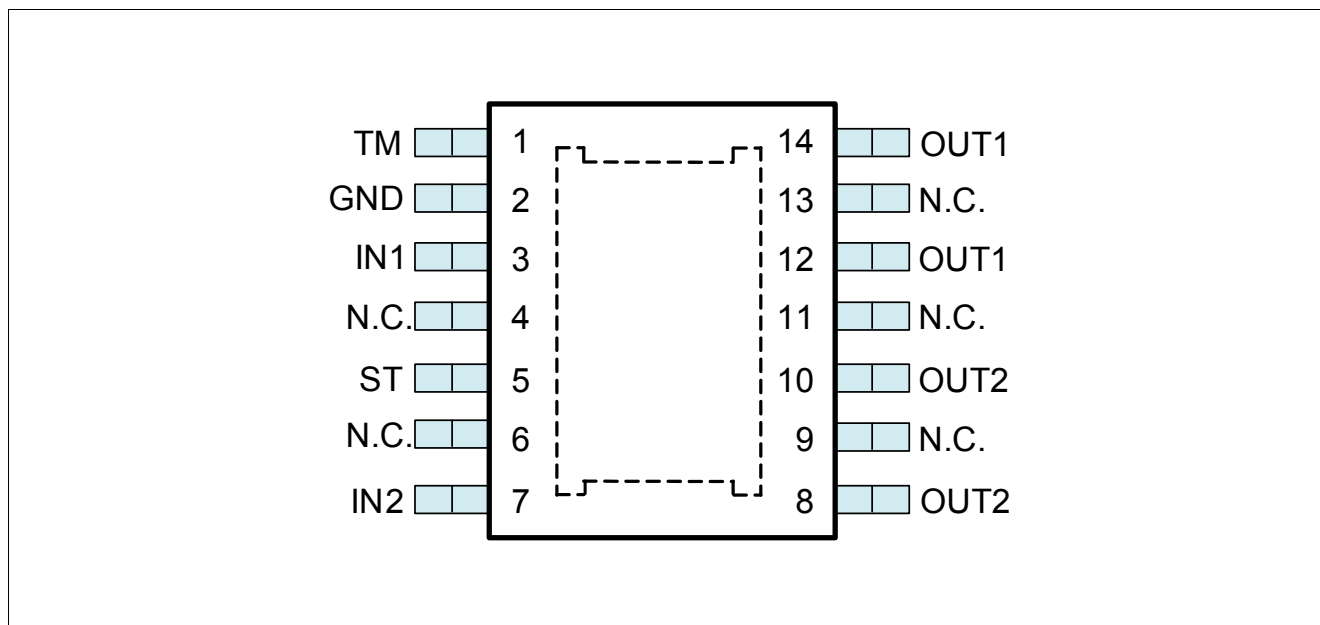 TM 1 14 OUT1
GND 2 13 N.C.
IN1 3 12 OUT1
N.C. 4 11 N.C.
ST 5 10 OUT2
N.C. 6 9 N.C.
IN2 7 8 OUT2